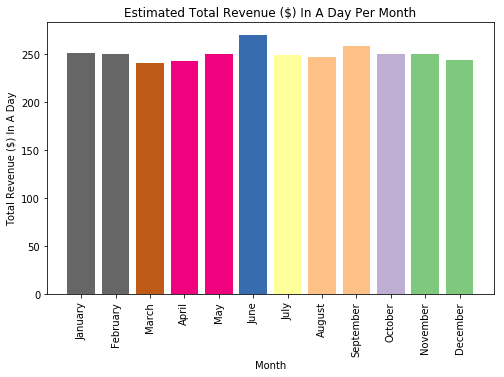 Estimated Total Revenue ($) In A Day Per Month
Total Revenue ($) In A Day
250
200
150
100
50
0
January
February
March
April
May
June
July
August
September
October
November
December
Month